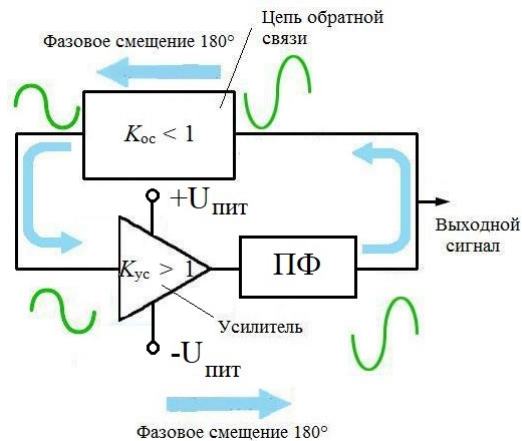 Цепь обратной
связи
Фазовое смещение 180°
Kос < 1
+Uпит
Kус > 1
ПФ
Выходной
сигнал
Усилитель
-Uпит
Фазовое смещение 180°